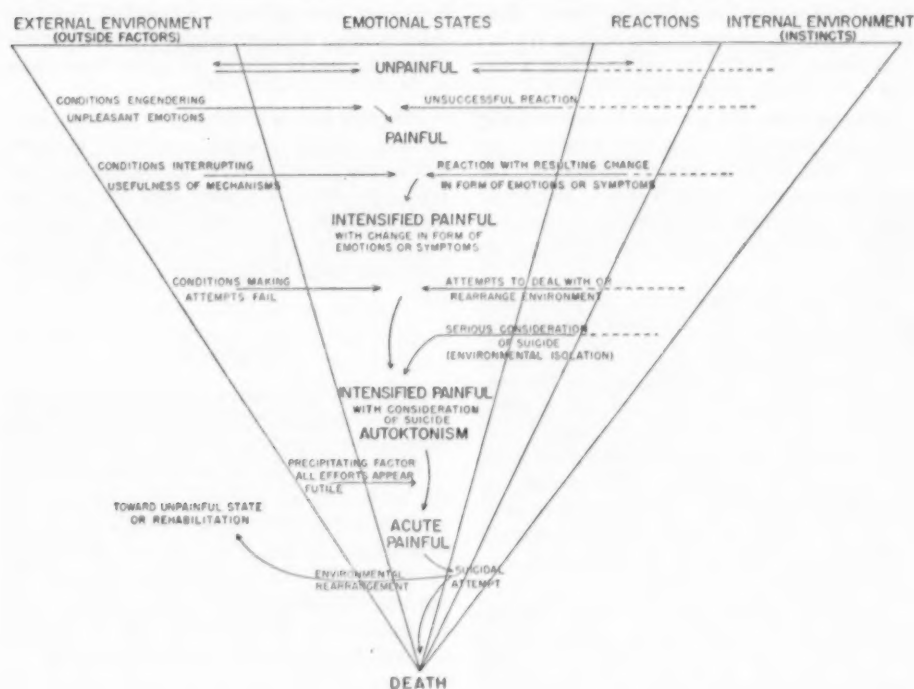 EXTERNAL ENVIRONMENT
(OUTSIDE FACTORS)
EMOTIONAL STATES
REACTIONS
INTERNAL ENVIRONMENT
(INSTINCTS)
UNPAINFUL
CONDITIONS ENGENDERING
UNPLEASANT EMOTIONS
UNSUCCESSFUL REACTION
PAINFUL
CONDITIONS INTERRUPTING
USEFULNESS OF MECHANISMS
REACTION WITH RESULTING CHANGE
IN FORM OF EMOTIONS OR SYMPTOMS
INTENSIFIED PAINFUL
WITH CHANGE IN FORM OF
EMOTIONS OR SYMPTOMS
CONDITIONS MAKING
ATTEMPTS FAIL
ATTEMPTS TO DEAL WITH OR
REARRANGE ENVIRONMENT
SERIOUS CONSIDERATION
OF SUICIDE
(ENVIRONMENTAL ISOLATION)
INTENSIFIED PAINFUL
WITH CONSIDERATION
OF SUICIDE
AUTOKTONISM
PRECIPITATING FACTOR
ALL EFFORTS APPEAR
FUTILE
TOWARD UNPAINFUL STATE
OR REHABILITATION
ACUTE
PAINFUL
ENVIRONMENTAL
REARRANGEMENT
SUICIDAL
ATTEMPT
DEATH